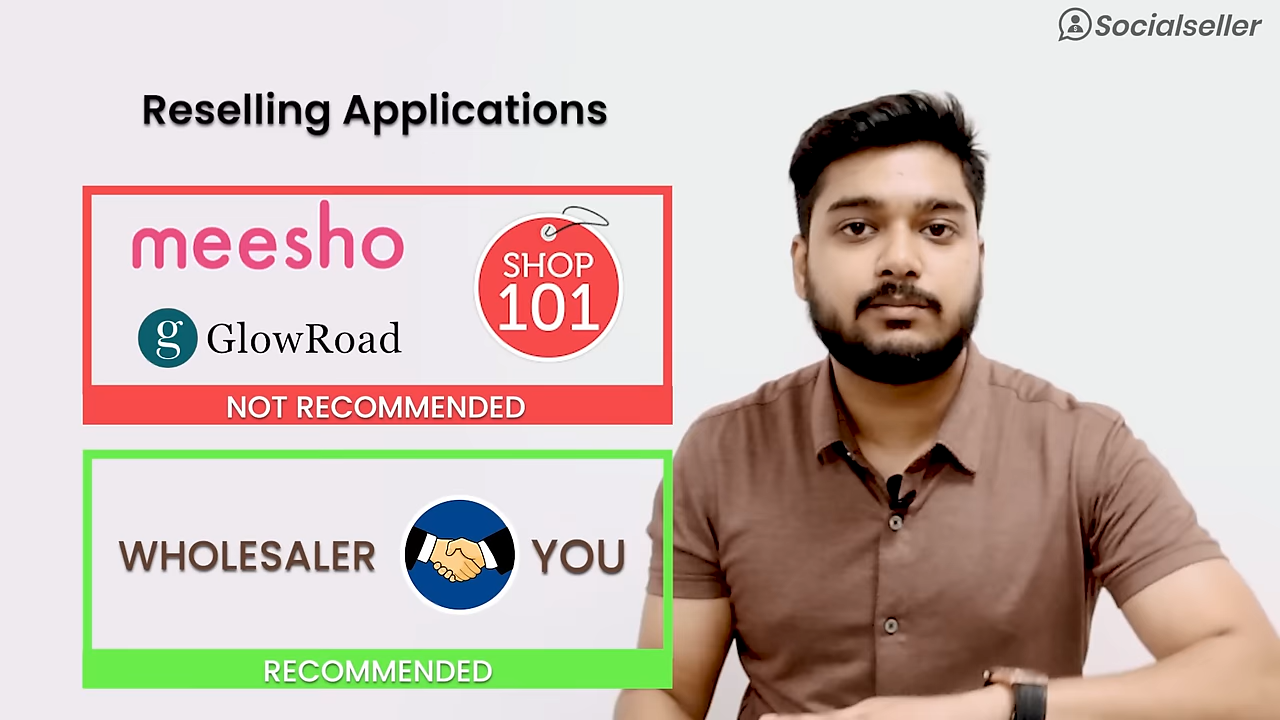 Socialseller
Reselling Applications
meesho
SHOP
101
g GlowRoad
NOT RECOMMENDED
WHOLESALER YOU
RECOMMENDED